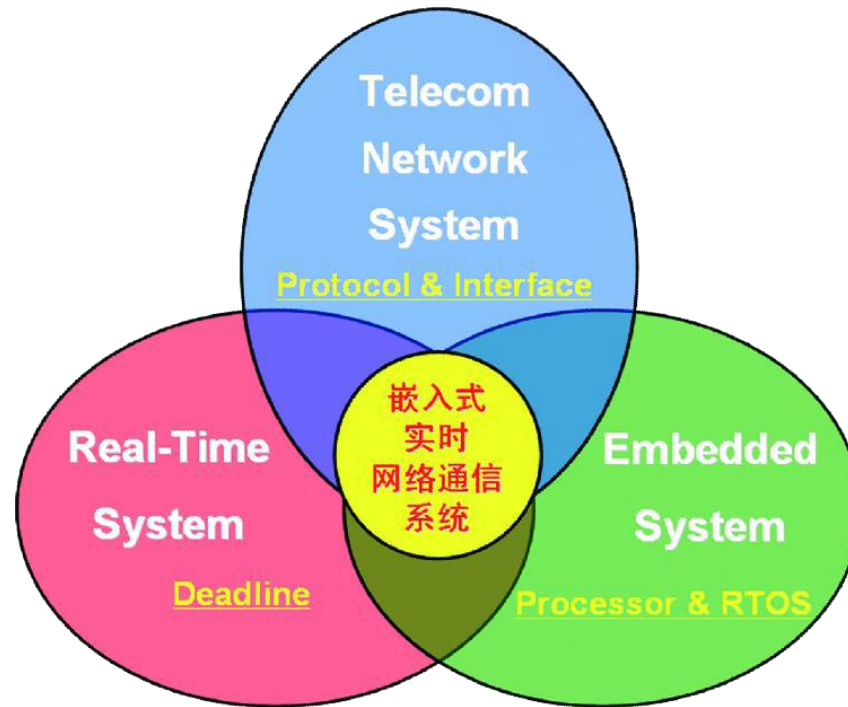 Telecom
Network
System
Protocol & Interface
嵌入式
实时
网络通信
系统
Real-Time
System
Deadline
Embedded
System
Processor & RTOS